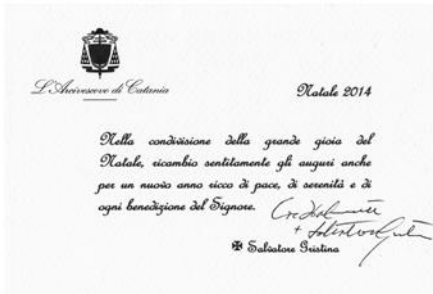 L'Arcivescovo di Catania
Natale 2014
Nella condivisione della grande gioia del
Natale, ricambio sentitamente gli auguri anche
per un nuovo anno ricco di pace, di serenità e di
ogni benedizione del Signore.
✠ Salvatore Gristina